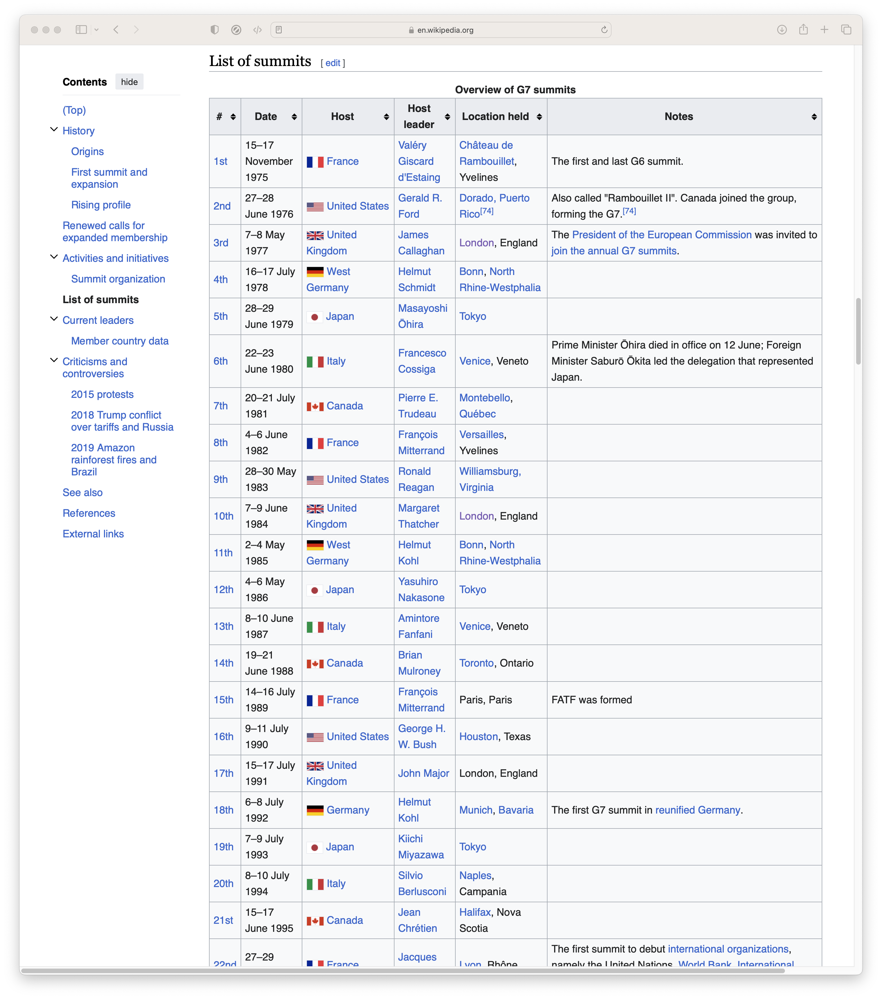 en.wikipedia.org
Contents hide
(Top)
History
Origins
First summit and
expansion
Rising profile
Renewed calls for
expanded membership
Activities and initiatives
Summit organization
List of summits
Current leaders
Member country data
Criticisms and
controversies
2015 protests
2018 Trump conflict
over tariffs and Russia
2019 Amazon
rainforest fires and
Brazil
See also
References
External links
List of summits [ edit ]
Overview of G7 summits
# Date Host Host leader Location held Notes
1st 15–17 November 1975 France Valéry Giscard d'Estaing Château de Rambouillet, Yvelines The first and last G6 summit.
2nd 27–28 June 1976 United States Gerald R. Ford Dorado, Puerto Rico[74] Also called "Rambouillet II". Canada joined the group, forming the G7.[74]
3rd 7–8 May 1977 United Kingdom James Callaghan London, England The President of the European Commission was invited to join the annual G7 summits.
4th 16–17 July 1978 West Germany Helmut Schmidt Bonn, North Rhine-Westphalia
5th 28–29 June 1979 Japan Masayoshi Ōhira Tokyo
6th 22–23 June 1980 Italy Francesco Cossiga Venice, Veneto Prime Minister Ōhira died in office on 12 June; Foreign Minister Saburō Ōkita led the delegation that represented Japan.
7th 20–21 July 1981 Canada Pierre E. Trudeau Montebello, Québec
8th 4–6 June 1982 France François Mitterrand Versailles, Yvelines
9th 28–30 May 1983 United States Ronald Reagan Williamsburg, Virginia
10th 7–9 June 1984 United Kingdom Margaret Thatcher London, England
11th 2–4 May 1985 West Germany Helmut Kohl Bonn, North Rhine-Westphalia
12th 4–6 May 1986 Japan Yasuhiro Nakasone Tokyo
13th 8–10 June 1987 Italy Amintore Fanfani Venice, Veneto
14th 19–21 June 1988 Canada Brian Mulroney Toronto, Ontario
15th 14–16 July 1989 France François Mitterrand Paris, Paris FATF was formed
16th 9–11 July 1990 United States George H. W. Bush Houston, Texas
17th 15–17 July 1991 United Kingdom John Major London, England
18th 6–8 July 1992 Germany Helmut Kohl Munich, Bavaria The first G7 summit in reunified Germany.
19th 7–9 July 1993 Japan Kiichi Miyazawa Tokyo
20th 8–10 July 1994 Italy Silvio Berlusconi Naples, Campania
21st 15–17 June 1995 Canada Jean Chrétien Halifax, Nova Scotia
22nd 27–29 France Jacques Lyon, Rhône The first summit to debut international organizations, namely the United Nations, World Bank, International